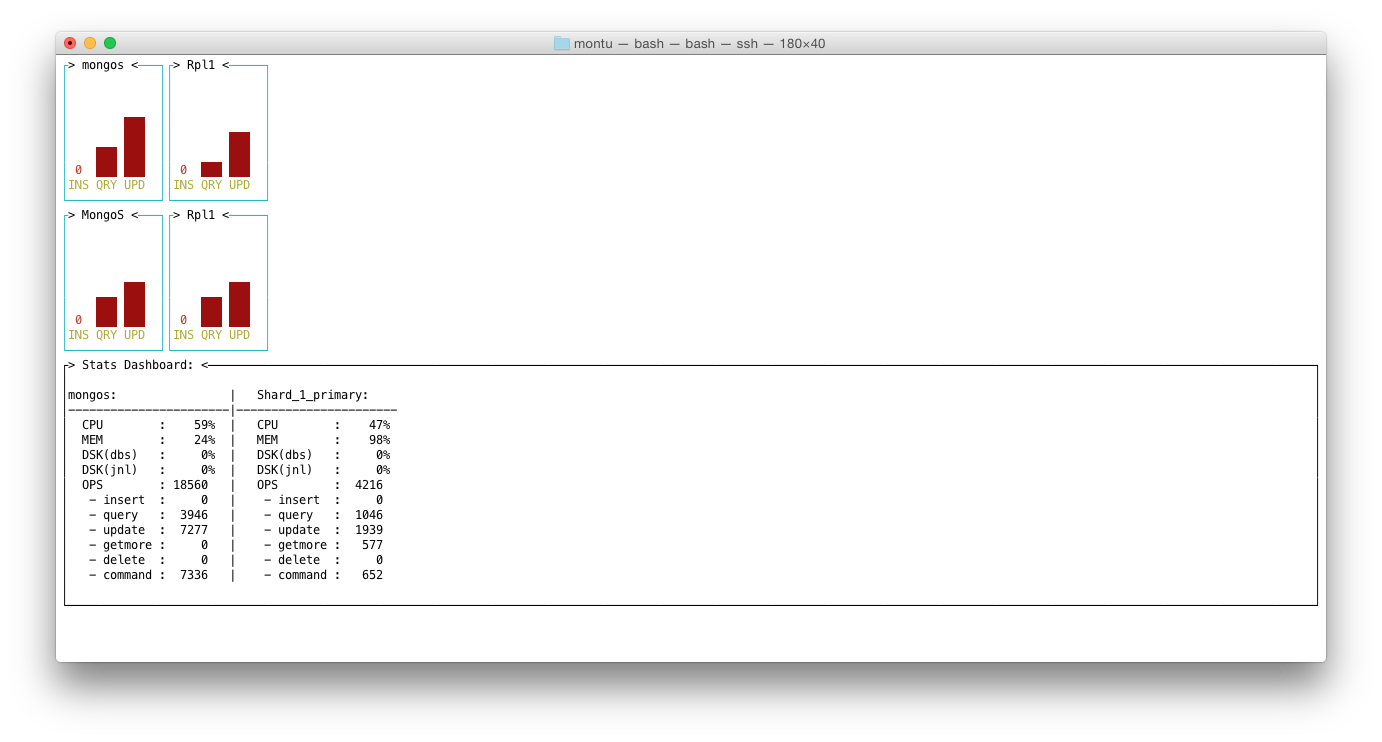 montu — bash — bash — ssh — 180×40
> mongos < > Rpl1 <
0 0
INS QRY UPD INS QRY UPD
> MongoS < > Rpl1 <
0 0
INS QRY UPD INS QRY UPD
> Stats Dashboard: <
mongos: | Shard_1_primary:
-----------------------|-----------------------
CPU : 59% | CPU : 47%
MEM : 24% | MEM : 98%
DSK(dbs) : 0% | DSK(dbs) : 0%
DSK(jnl) : 0% | DSK(jnl) : 0%
OPS : 18560 | OPS : 4216
- insert : 0 | - insert : 0
- query : 3946 | - query : 1046
- update : 7277 | - update : 1939
- getmore : 0 | - getmore : 577
- delete : 0 | - delete : 0
- command : 7336 | - command : 652